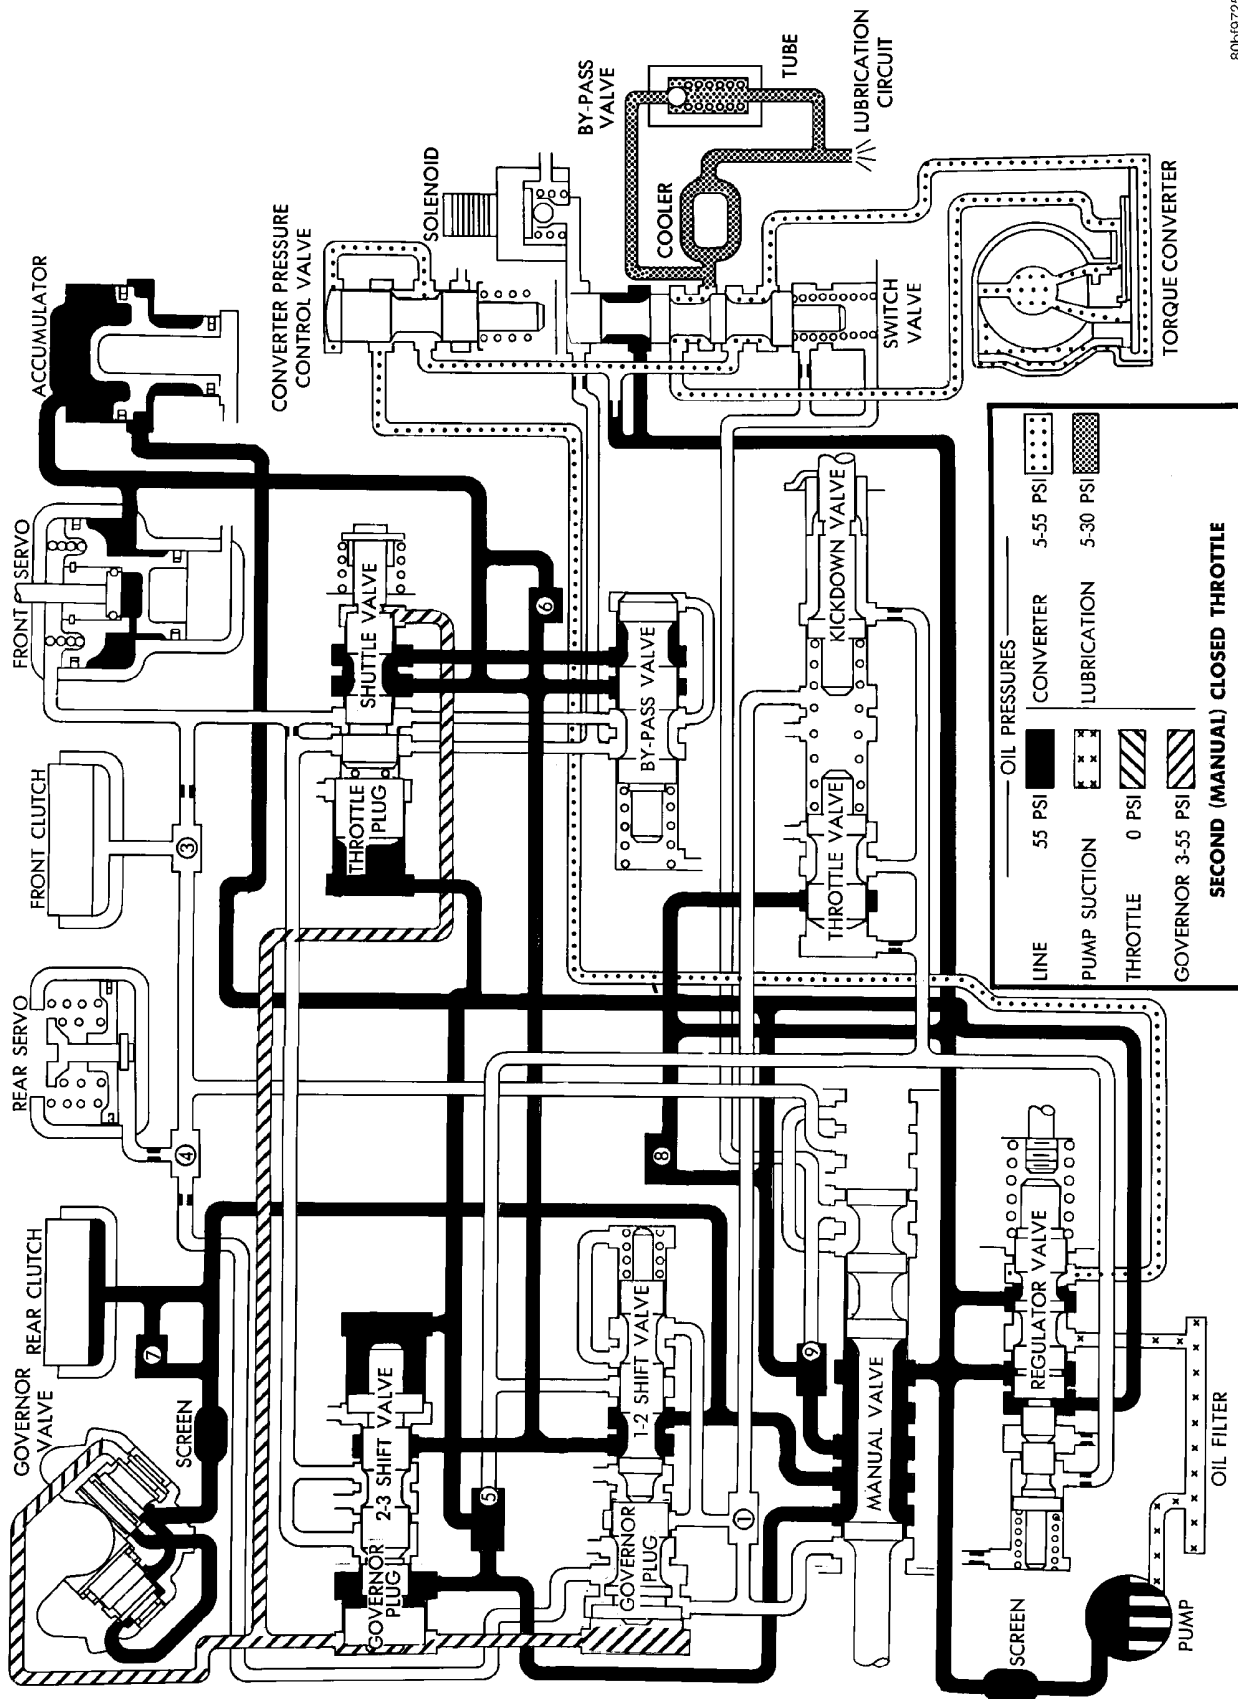 GOVERNOR
VALVE
REAR CLUTCH
REAR SERVO
FRONT CLUTCH
FRONT SERVO
ACCUMULATOR
SCREEN
7
4
3
CONVERTER PRESSURE
CONTROL VALVE
SOLENOID
BY-PASS
VALVE
TUBE
COOLER
LUBRICATION
CIRCUIT
SWITCH
VALVE
TORQUE CONVERTER
GOVERNOR
PLUG
2-3 SHIFT VALVE
THROTTLE
PLUG
SHUTTLE VALVE
5
6
GOVERNOR
PLUG
1-2 SHIFT VALVE
BY-PASS VALVE
8
1
9
THROTTLE VALVE
KICKDOWN VALVE
MANUAL VALVE
REGULATOR VALVE
SCREEN
PUMP
OIL FILTER
OIL PRESSURES
LINE 55 PSI
PUMP SUCTION
THROTTLE 0 PSI
GOVERNOR 3-55 PSI
CONVERTER 5-55 PSI
LUBRICATION 5-30 PSI
SECOND (MANUAL) CLOSED THROTTLE